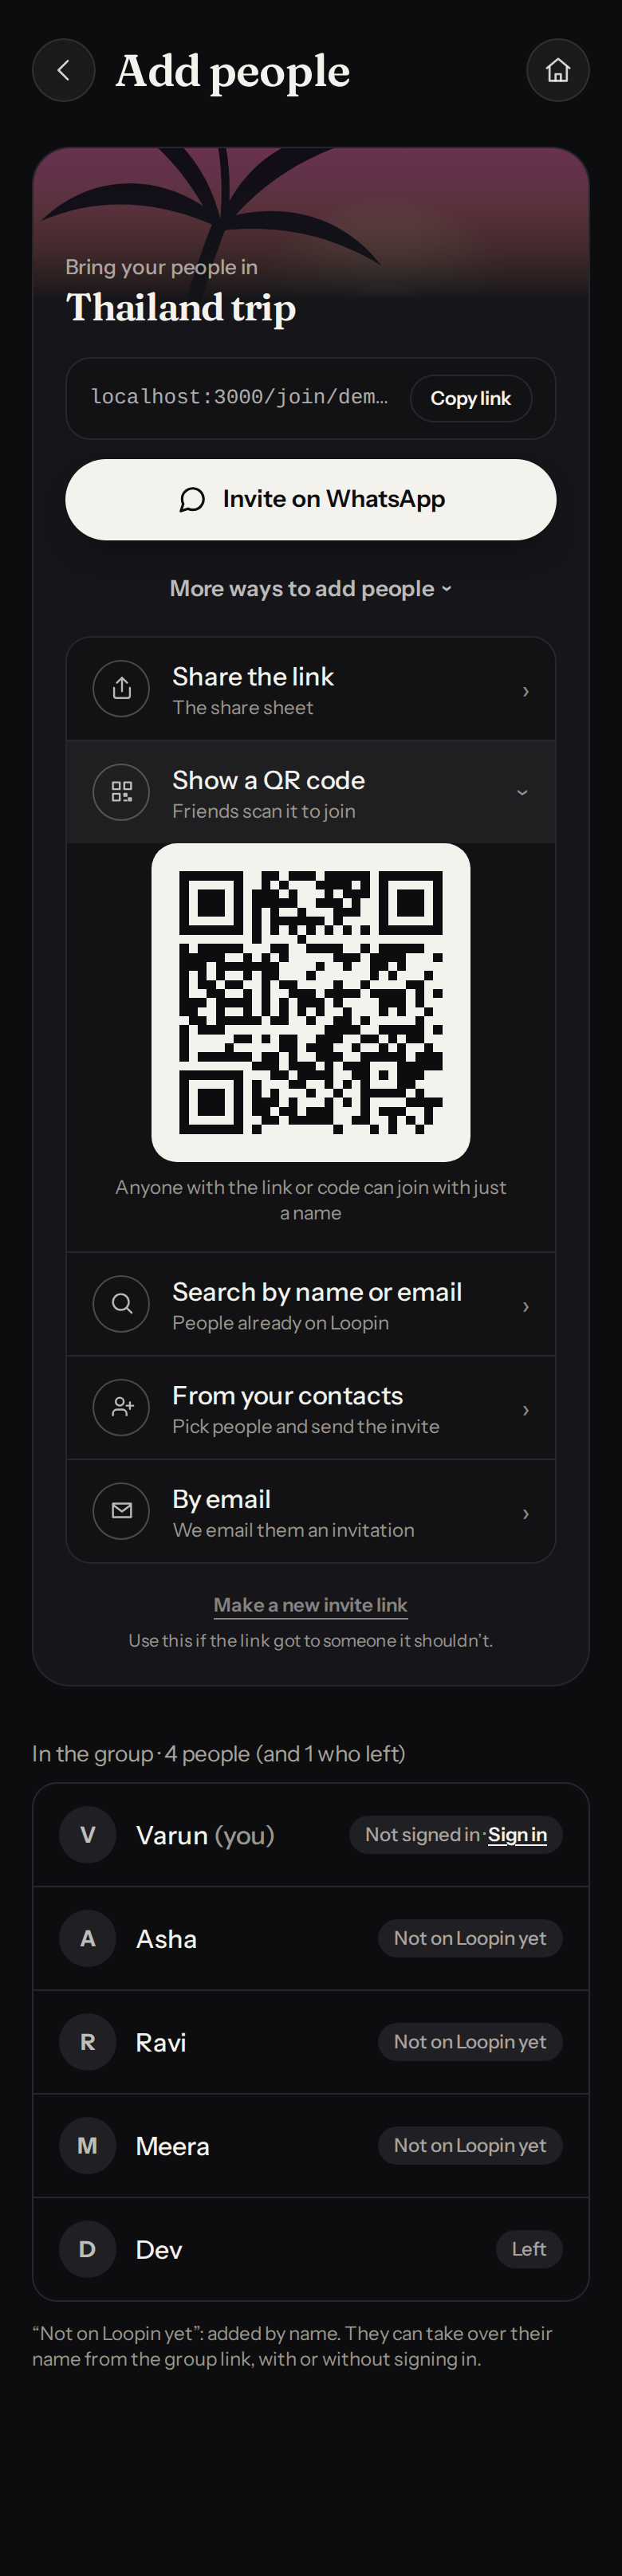 Add people
Bring your people in
Thailand trip
localhost:3000/join/dem…
Copy link
Invite on WhatsApp
More ways to add people
Share the link
The share sheet
Show a QR code
Friends scan it to join
Anyone with the link or code can join with just
a name
Search by name or email
People already on Loopin
From your contacts
Pick people and send the invite
By email
We email them an invitation
Make a new invite link
Use this if the link got to someone it shouldn’t.
In the group · 4 people (and 1 who left)
V
Varun (you)
Not signed in · Sign in
A
Asha
Not on Loopin yet
R
Ravi
Not on Loopin yet
M
Meera
Not on Loopin yet
D
Dev
Left
“Not on Loopin yet”: added by name. They can take over their
name from the group link, with or without signing in.